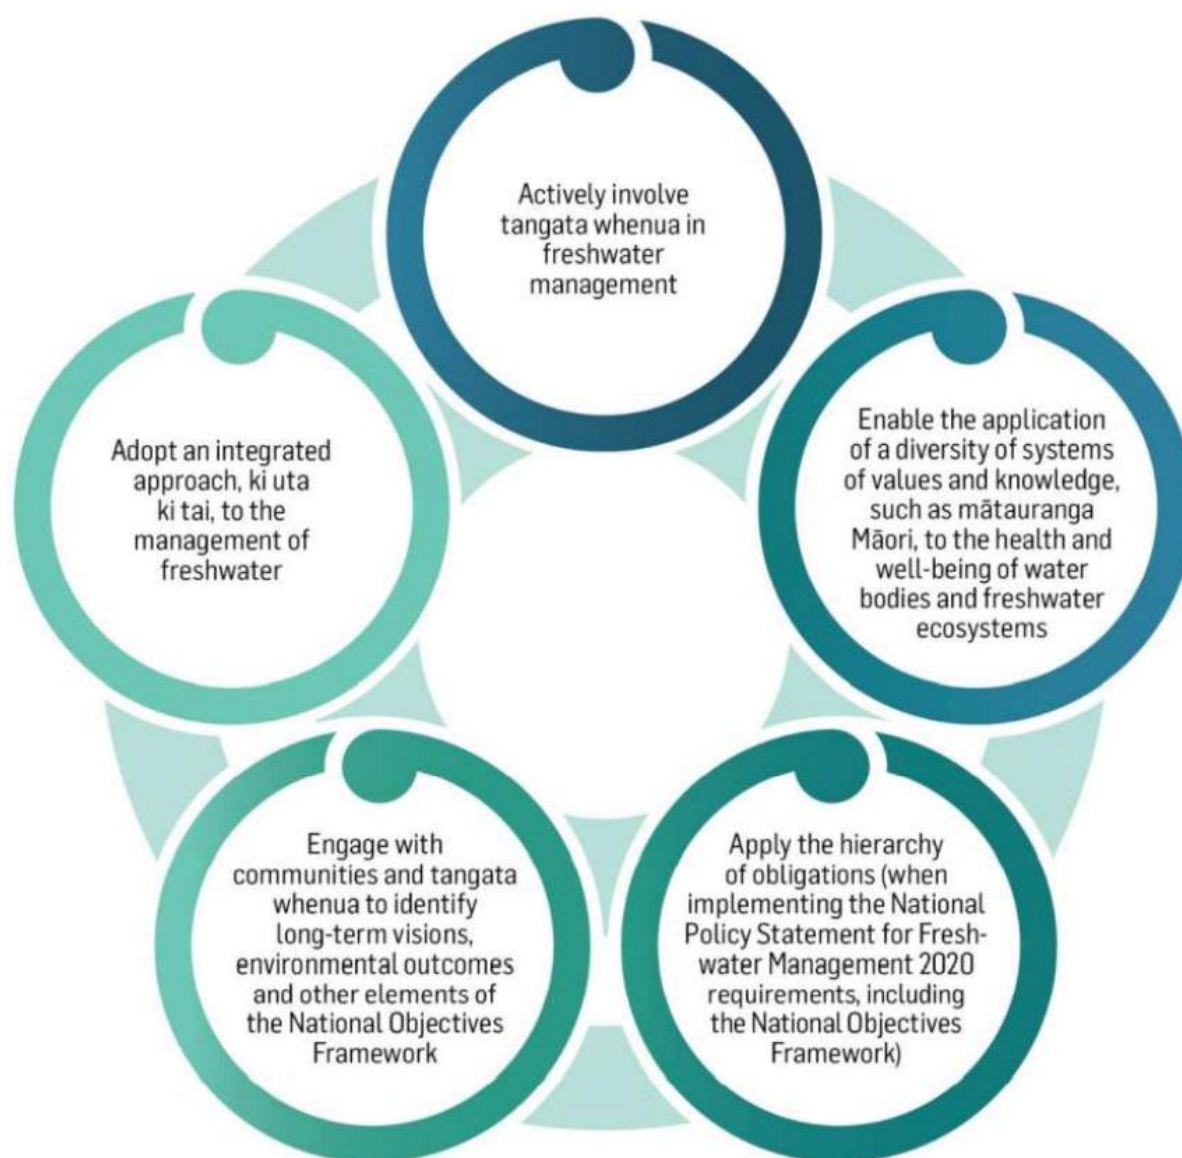 Actively involve
tangata whenua in
freshwater
management
Enable the application
of a diversity of systems
of values and knowledge,
such as mātauranga
Māori, to the health and
well-being of water
bodies and freshwater
ecosystems
Apply the hierarchy
of obligations (when
implementing the National
Policy Statement for Fresh-
water Management 2020
requirements, including
the National Objectives
Framework)
Engage with
communities and tangata
whenua to identify
long-term visions,
environmental outcomes
and other elements of
the National Objectives
Framework
Adopt an integrated
approach, ki uta
ki tai, to the
management of
freshwater